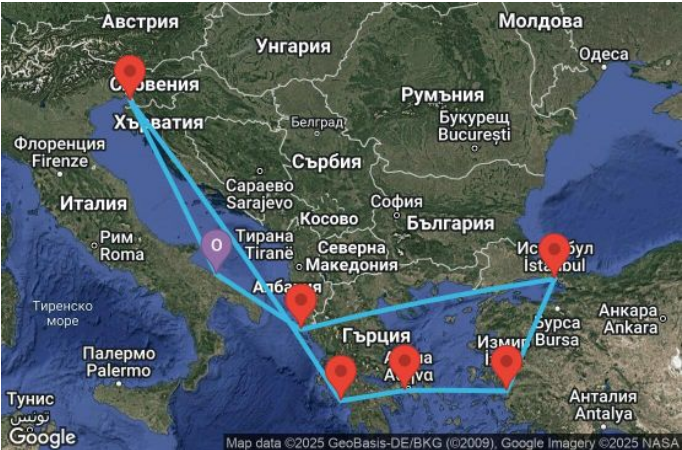 Австрия
Молдова
Унгария
Одеса
Словения
Румъния
Хърватия
Белград
Букурещ
București
Флоренция
Firenze
Сърбия
Сараево
Sarajevo
Италия
София
Косово
България
Рим
Roma
Тирана
Tiranë
O
Северна
Македония
İstanbul
Албания
Тиренско
море
Гърция
Анкара
Ankara
Бурса
Bursa
Измир
Палермо
Palermo
Тунис
تونس
Анталия
Antalya
Google
Map data ©2025 GeoBasis-DE/BKG (©2009), Google Imagery ©2025 NASA